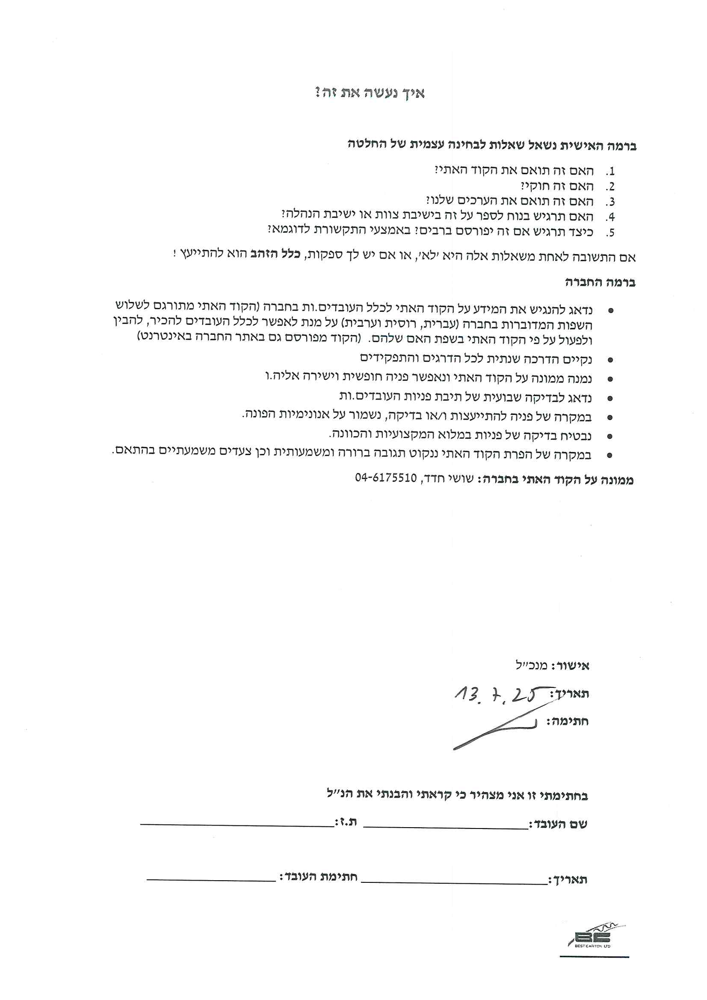 איך נעשה את זה?
ברמה האישית נשאל שאלות לבחינה עצמית של החלטה
1. האם זה תואם את הקוד האתי?
2. האם זה חוקי?
3. האם זה תואם את הערכים שלנו?
4. האם תרגיש בנוח לספר על זה בישיבת צוות או ישיבת הנהלה?
5. כיצד תרגיש אם זה יפורסם ברבים? באמצעי התקשורת לדוגמא?
אם התשובה לאחת משאלות אלה היא 'לא', או אם יש לך ספקות, כלל הזהב הוא להתייעץ !
ברמה החברה
• נדאג להנגיש את המידע על הקוד האתי לכלל העובדים.ות בחברה (הקוד האתי מתורגם לשלוש
השפות המדוברות בחברה (עברית, רוסית וערבית) על מנת לאפשר לכלל העובדים להכיר, להבין
ולפעול על פי הקוד האתי בשפת האם שלהם. (הקוד מפורסם גם באתר החברה באינטרנט)
• נקיים הדרכה שנתית לכל הדרגים והתפקידים
• נמנה ממונה על הקוד האתי ונאפשר פניה חופשית וישירה אליה.ו
• נדאג לבדיקה שבועית של תיבת פניות העובדים.ות
• במקרה של פניה להתייעצות ו/או בדיקה, נשמור על אנונימיות הפונה.
• נבטיח בדיקה של פניות במלוא המקצועיות והכוונה.
• במקרה של הפרת הקוד האתי ננקוט תגובה ברורה ומשמעותית וכן צעדים משמעתיים בהתאם.
ממונה על הקוד האתי בחברה: שושי חדד, 04-6175510
אישור: מנכ"ל
תאריך: 13.7.25
חתימה:
בחתימתי זו אני מצהיר כי קראתי והבנתי את הנ"ל
שם העובד:____________ ת.ז:____________
תאריך:____________ חתימת העובד: ____________
BC
BEST CARTON LTD